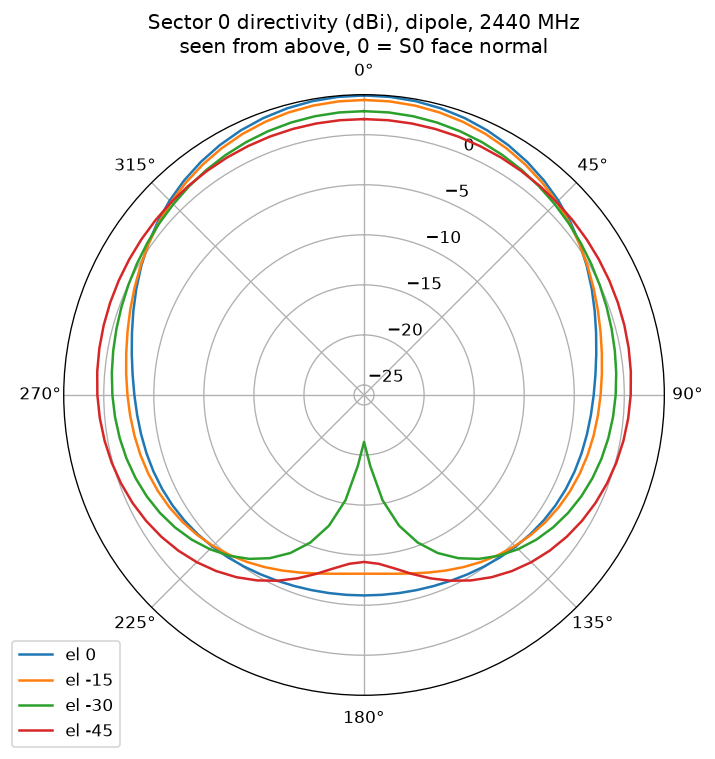 Sector 0 directivity (dBi), dipole, 2440 MHz
seen from above, 0 = S0 face normal
0°
315°
45°
0
−5
−10
−15
−20
−25
270°
90°
225°
135°
180°
el 0
el -15
el -30
el -45